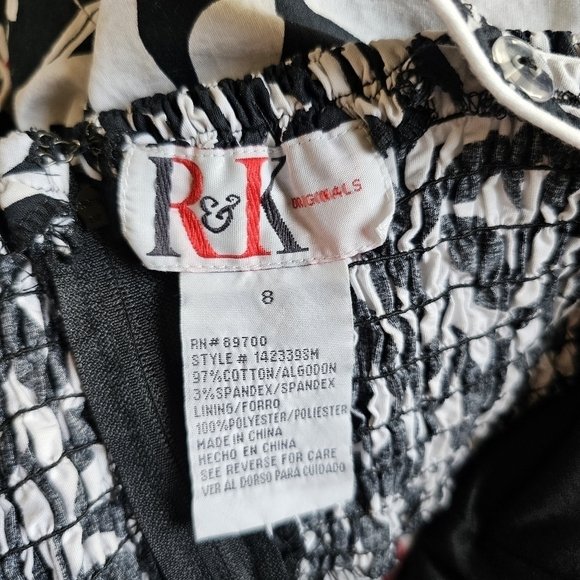 R&K ORIGINALS
8
RN# 89700
STYLE # 1423393M
97%COTTON/ALGODON
3%SPANDEX/SPANDEX
LINING/FORRO
100%POLYESTER/POLIESTER
MADE IN CHINA
HECHO EN CHINA
SEE REVERSE FOR CARE
VER AL DORSO PARA CUIDADO